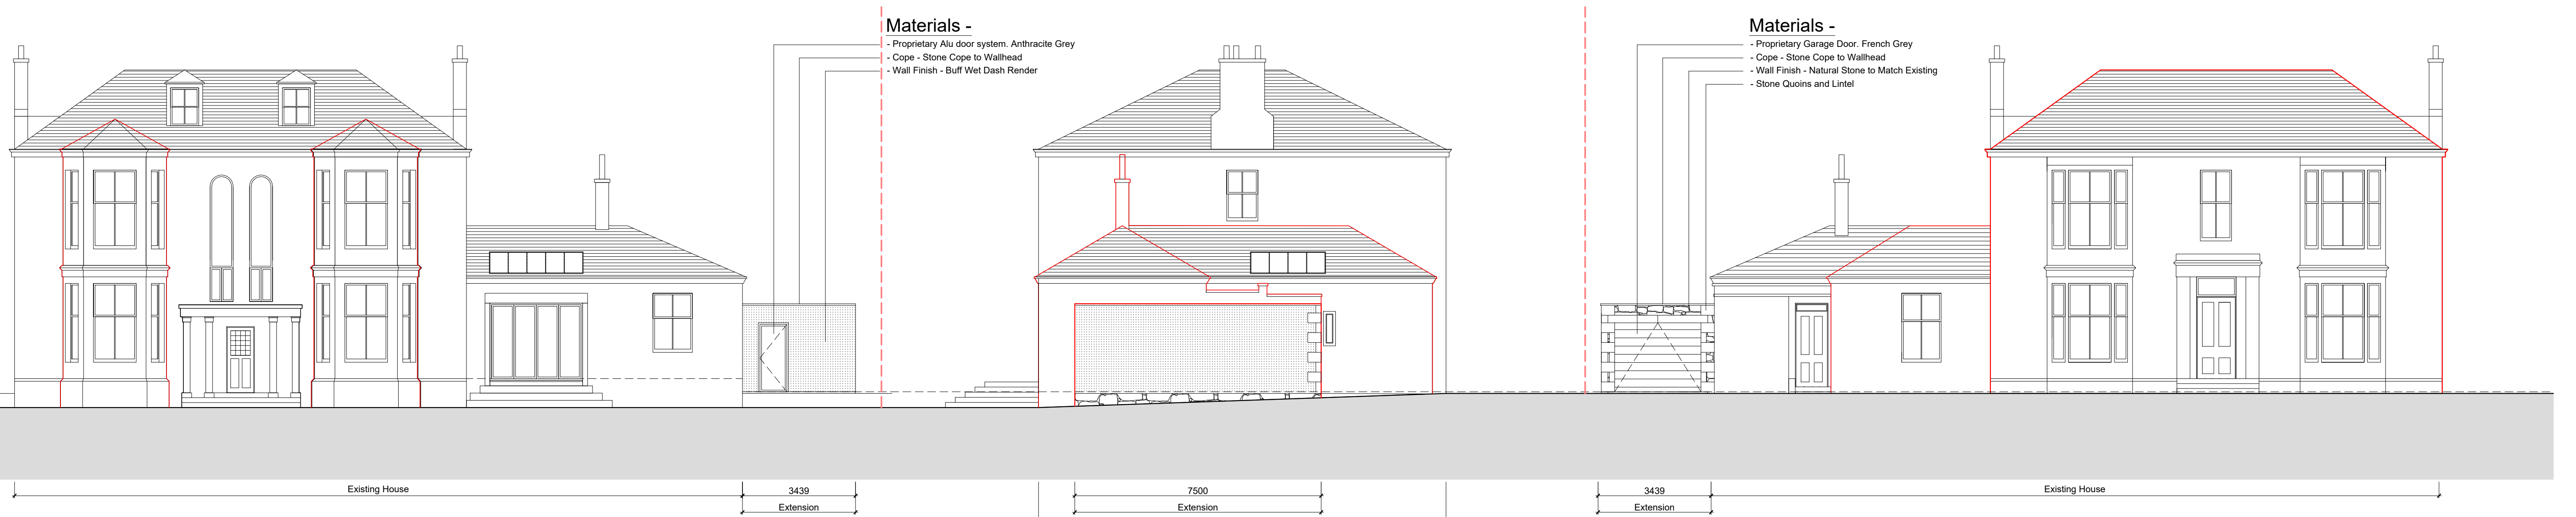 Materials -
- Proprietary Alu door system. Anthracite Grey
- Cope - Stone Cope to Wallhead
- Wall Finish - Buff Wet Dash Render
Materials -
- Proprietary Garage Door. French Grey
- Cope - Stone Cope to Wallhead
- Wall Finish - Natural Stone to Match Existing
- Stone Quoins and Lintel
Existing House
3439
Extension
7500
Extension
3439
Extension
Existing House